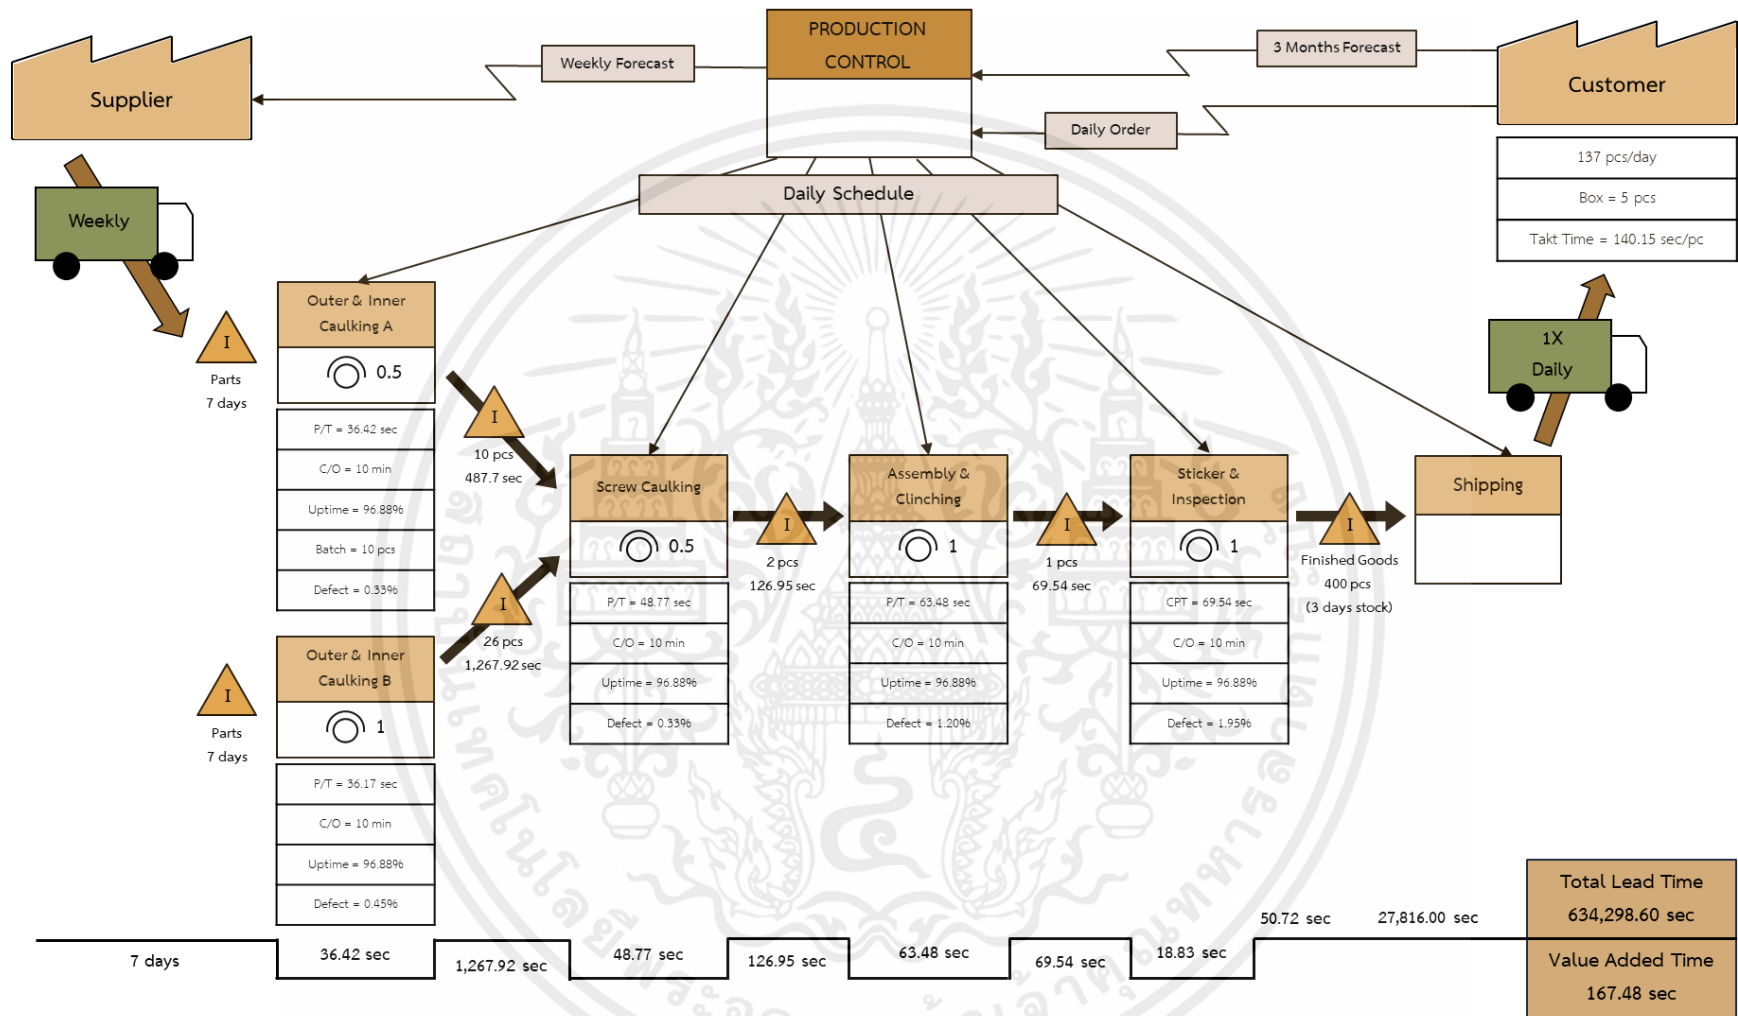 PRODUCTION
CONTROL
Weekly Forecast
3 Months Forecast
Supplier
Customer
Daily Order
Daily Schedule
137 pcs/day
Box = 5 pcs
Takt Time = 140.15 sec/pc
Weekly
1X
Daily
I
Parts
7 days
Outer & Inner
Caulking A
0.5
P/T = 36.42 sec
C/O = 10 min
Uptime = 96.88%
Batch = 10 pcs
Defect = 0.33%
I
10 pcs
487.7 sec
I
Parts
7 days
Outer & Inner
Caulking B
1
P/T = 36.17 sec
C/O = 10 min
Uptime = 96.88%
Defect = 0.45%
I
26 pcs
1,267.92 sec
Screw Caulking
0.5
P/T = 48.77 sec
C/O = 10 min
Uptime = 96.88%
Defect = 0.33%
I
2 pcs
126.95 sec
Assembly &
Clinching
1
P/T = 63.48 sec
C/O = 10 min
Uptime = 96.88%
Defect = 1.20%
I
1 pcs
69.54 sec
Sticker &
Inspection
1
CPT = 69.54 sec
C/O = 10 min
Uptime = 96.88%
Defect = 1.95%
I
Finished Goods
400 pcs
(3 days stock)
Shipping
7 days
36.42 sec
1,267.92 sec
48.77 sec
126.95 sec
63.48 sec
69.54 sec
18.83 sec
50.72 sec
27,816.00 sec
Total Lead Time
634,298.60 sec
Value Added Time
167.48 sec